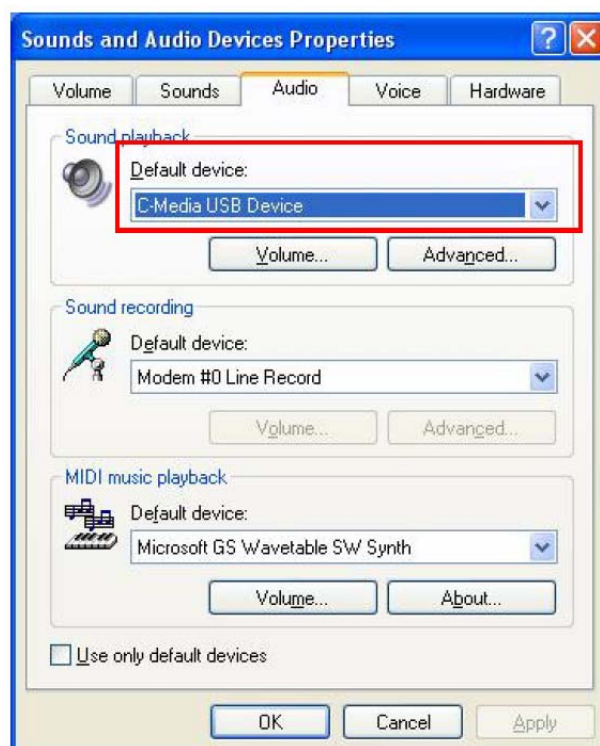 Sounds and Audio Devices Properties
Volume Sounds Audio Voice Hardware
Sound playback
Default device:
C-Media USB Device
Volume... Advanced...
Sound recording
Default device:
Modem #0 Line Record
Volume... Advanced...
MIDI music playback
Default device:
Microsoft GS Wavetable SW Synth
Volume... About...
Use only default devices
OK Cancel Apply